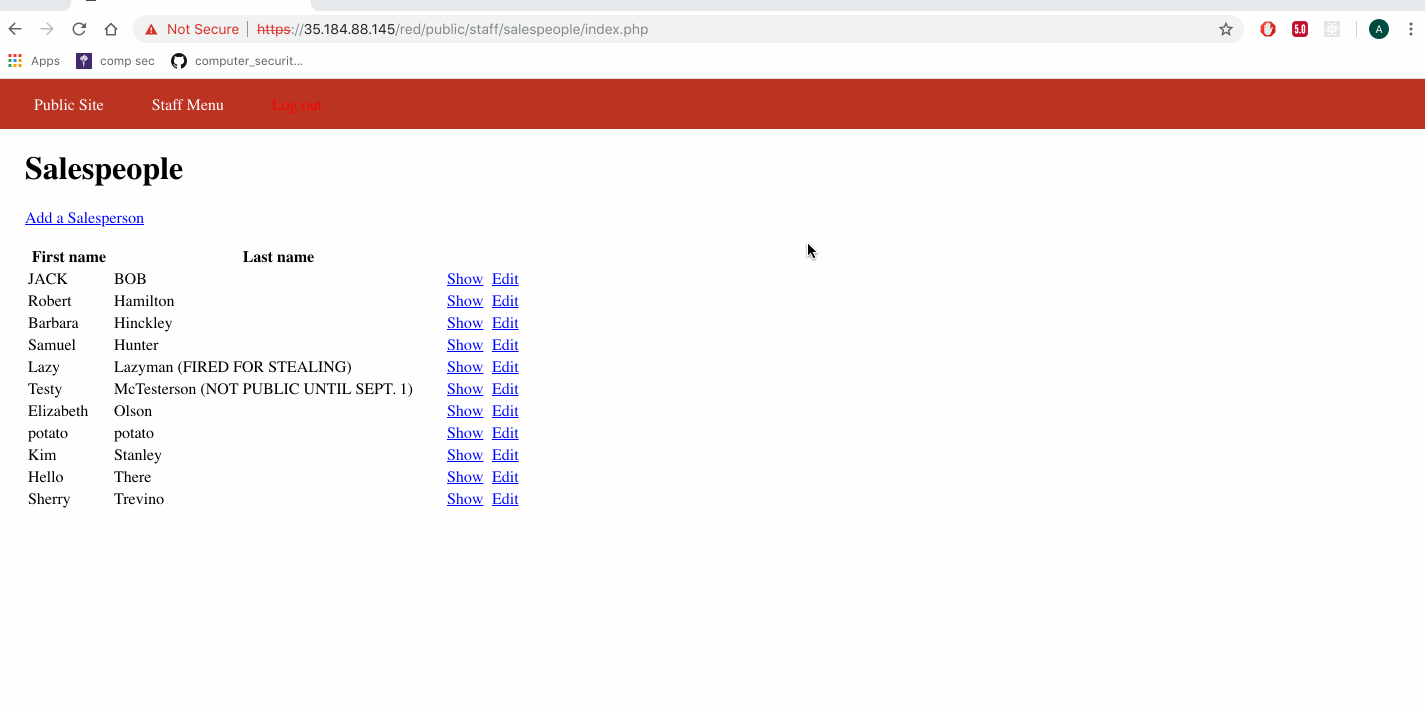 Not Secure https://35.184.88.145/red/public/staff/salespeople/index.php 5.0 A
Apps comp sec computer_securit...
Public Site Staff Menu Log out
Salespeople
Add a Salesperson
First name Last name
JACK BOB Show Edit
Robert Hamilton Show Edit
Barbara Hinckley Show Edit
Samuel Hunter Show Edit
Lazy Lazyman (FIRED FOR STEALING) Show Edit
Testy McTesterson (NOT PUBLIC UNTIL SEPT. 1) Show Edit
Elizabeth Olson Show Edit
potato potato Show Edit
Kim Stanley Show Edit
Hello There Show Edit
Sherry Trevino Show Edit